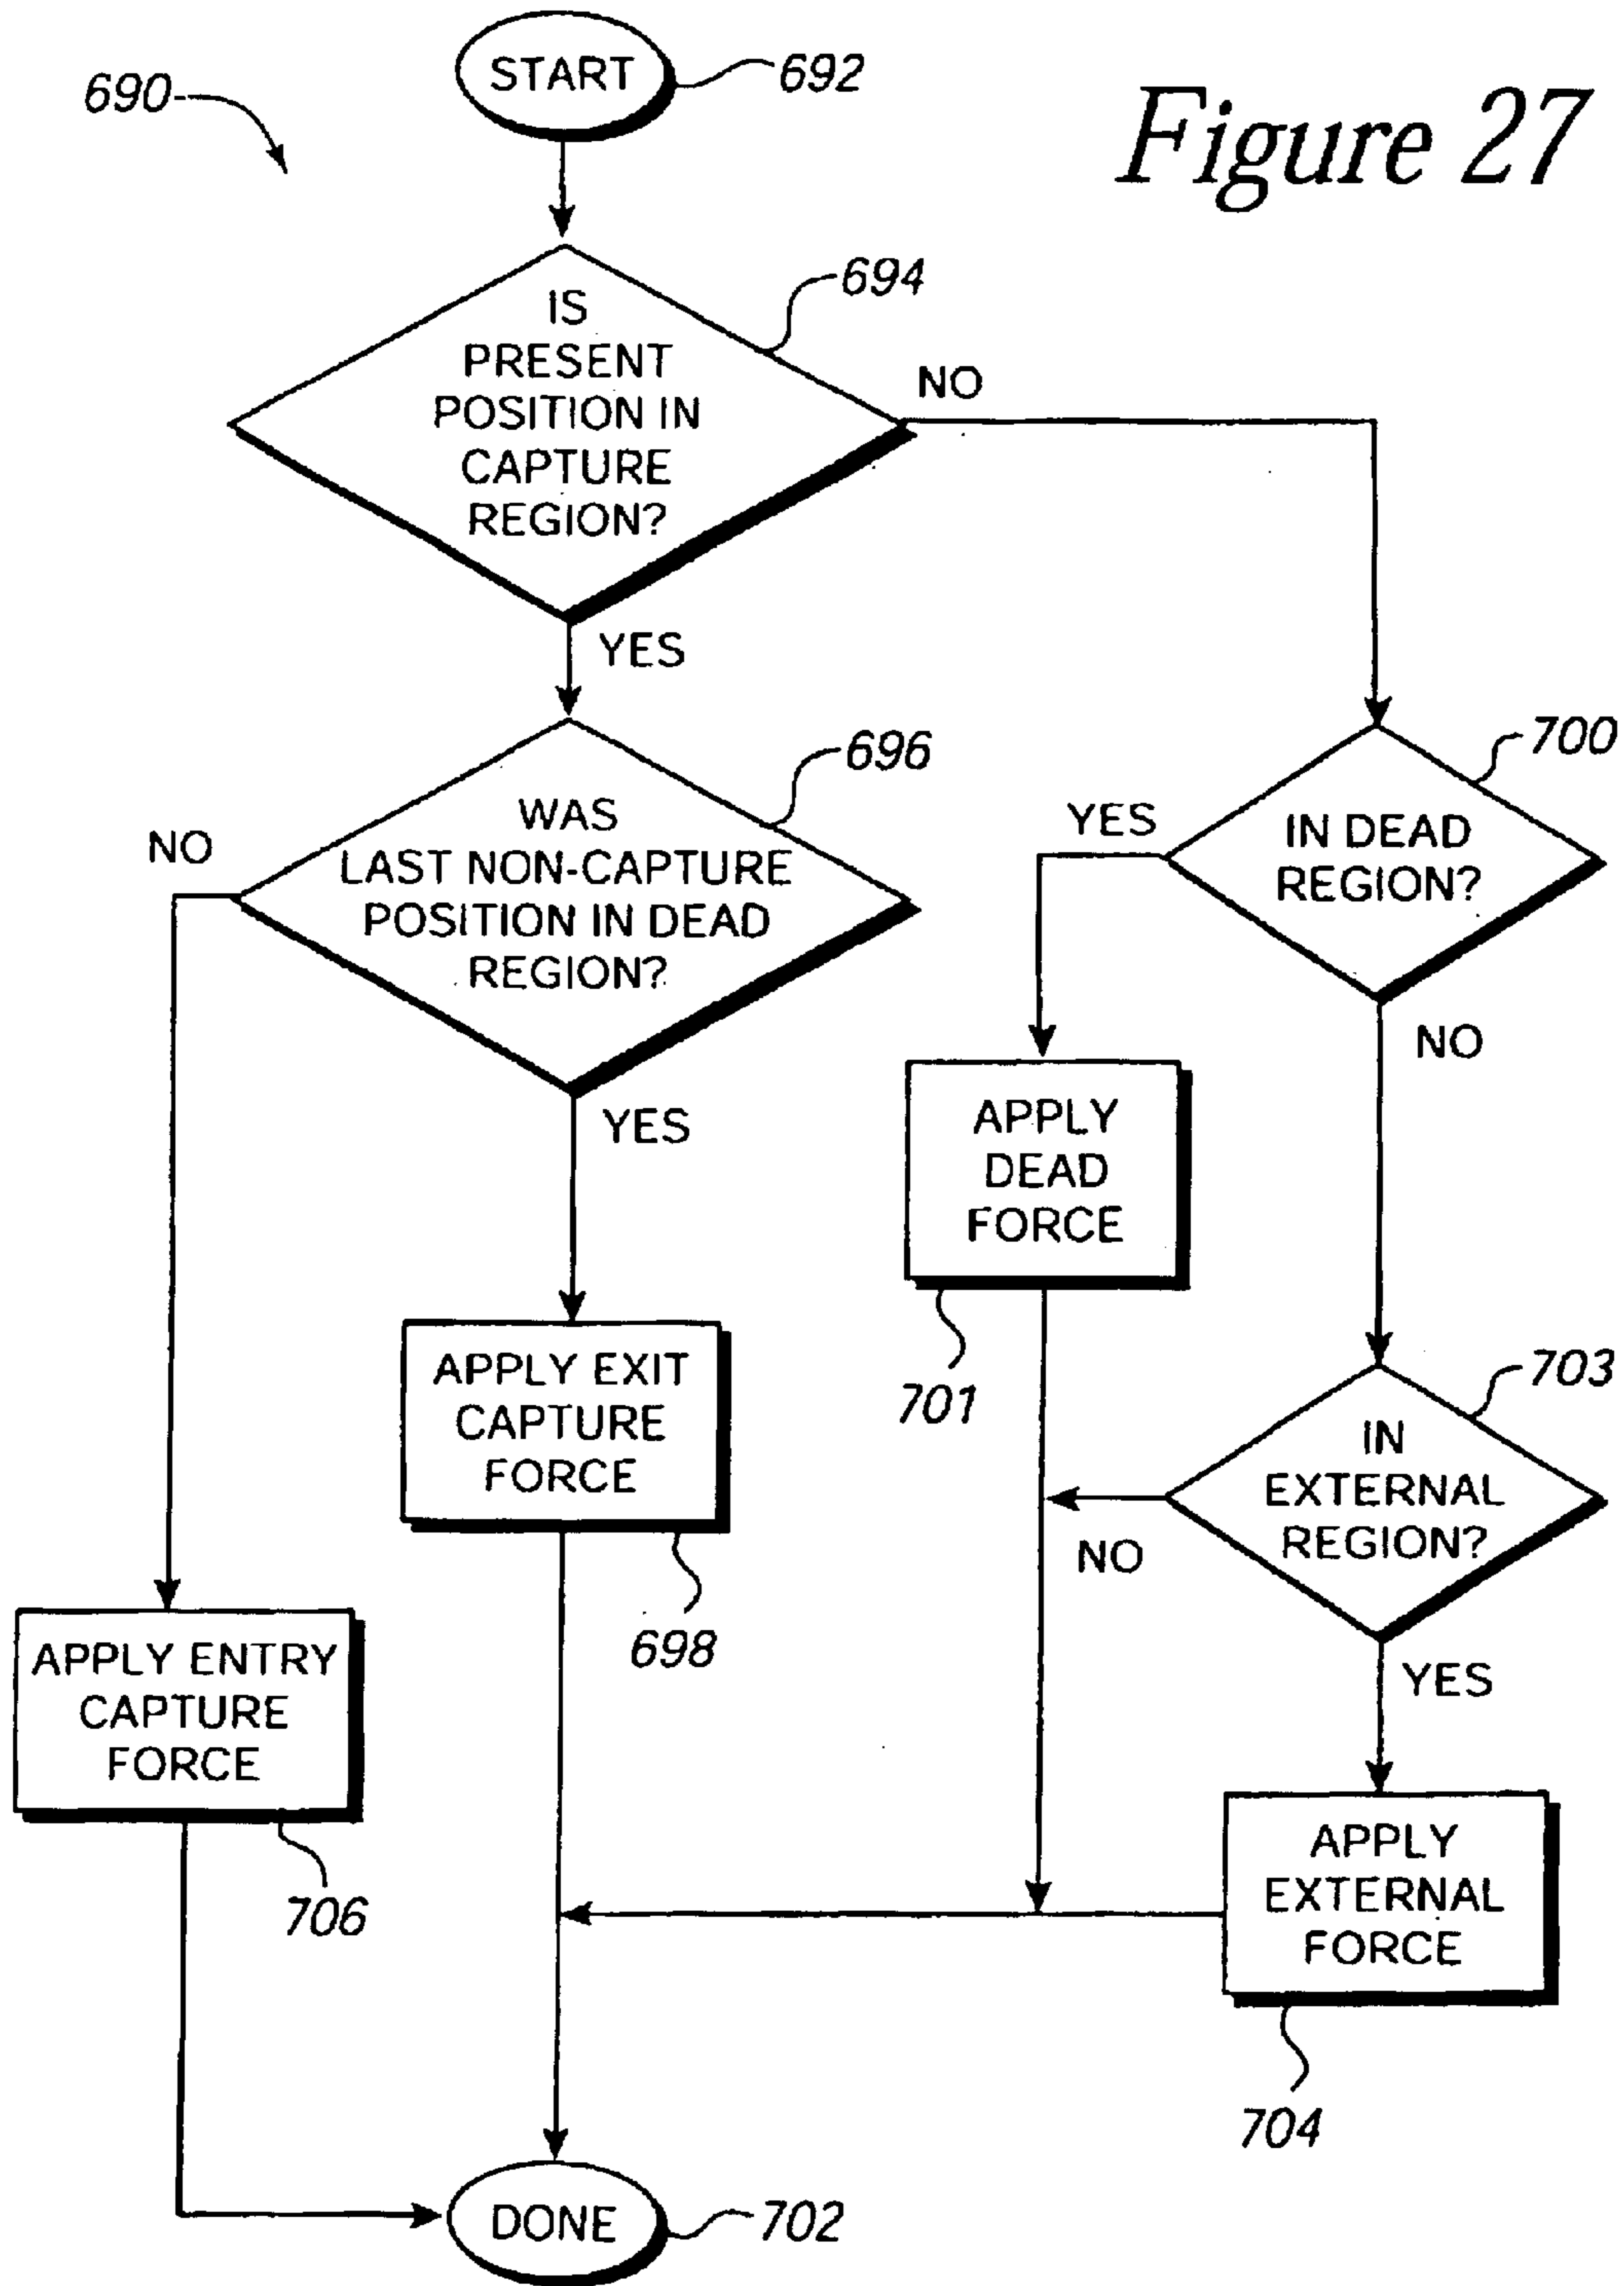 START
692
690
Figure 27
694
IS
PRESENT
POSITION IN
CAPTURE
REGION?
NO
YES
696
WAS
LAST NON-CAPTURE
POSITION IN DEAD
REGION?
NO
YES
700
IN DEAD
REGION?
YES
NO
APPLY
DEAD
FORCE
701
APPLY EXIT
CAPTURE
FORCE
698
703
IN
EXTERNAL
REGION?
NO
YES
APPLY ENTRY
CAPTURE
FORCE
706
APPLY
EXTERNAL
FORCE
704
DONE
702